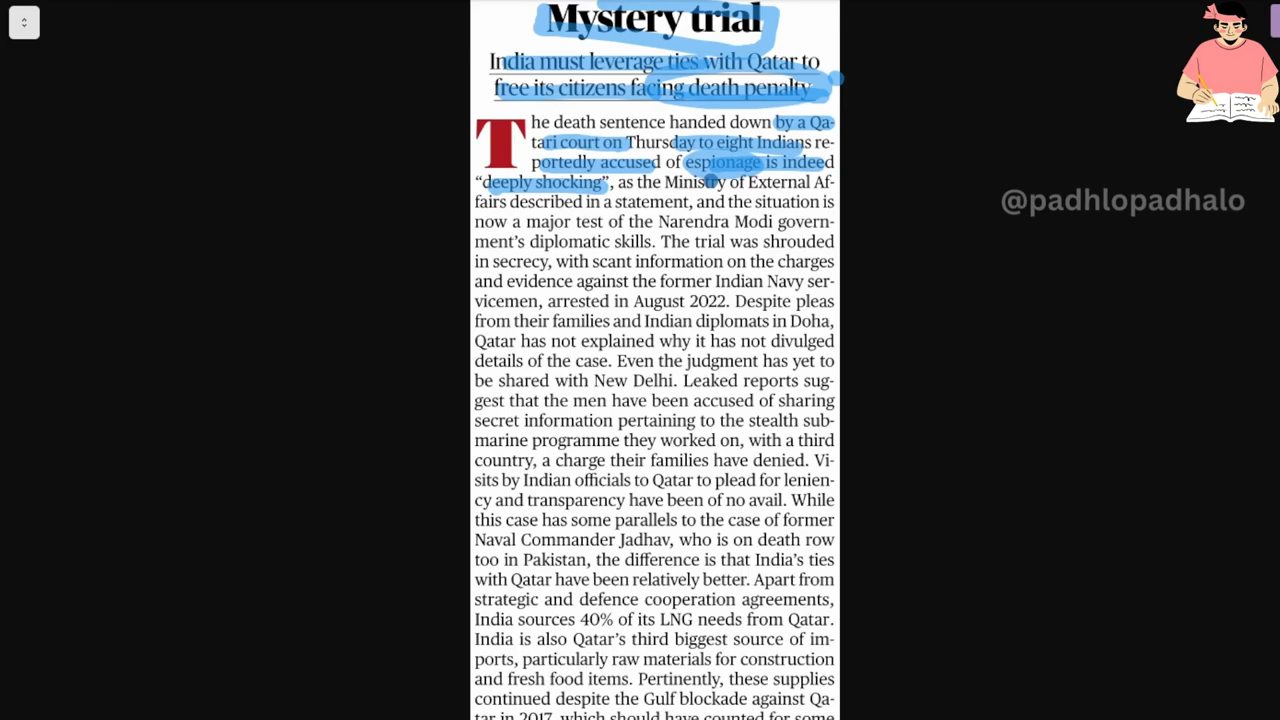 Mystery trial
India must leverage ties with Qatar to
free its citizens facing death penalty
The death sentence handed down by a Qa-
tari court on Thursday to eight Indians re-
portedly accused of espionage is indeed
“deeply shocking”, as the Ministry of External Af-
fairs described in a statement, and the situation is
now a major test of the Narendra Modi govern-
ment’s diplomatic skills. The trial was shrouded
in secrecy, with scant information on the charges
and evidence against the former Indian Navy ser-
vicemen, arrested in August 2022. Despite pleas
from their families and Indian diplomats in Doha,
Qatar has not explained why it has not divulged
details of the case. Even the judgment has yet to
be shared with New Delhi. Leaked reports sug-
gest that the men have been accused of sharing
secret information pertaining to the stealth sub-
marine programme they worked on, with a third
country, a charge their families have denied. Vi-
sits by Indian officials to Qatar to plead for lenien-
cy and transparency have been of no avail. While
this case has some parallels to the case of former
Naval Commander Jadhav, who is on death row
too in Pakistan, the difference is that India’s ties
with Qatar have been relatively better. Apart from
strategic and defence cooperation agreements,
India sources 40% of its LNG needs from Qatar.
India is also Qatar’s third biggest source of im-
ports, particularly raw materials for construction
and fresh food items. Pertinently, these supplies
continued despite the Gulf blockade against Qa-
tar in 2017, which should have counted for some
@padhlopadhalo